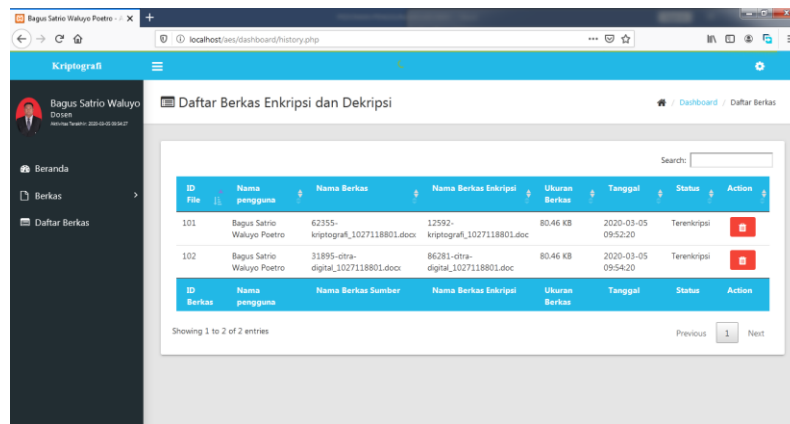 Bagus Satrio Waluyo Poetro -
localhost/aes/dashboard/history.php
Kriptografi
Bagus Satrio Waluyo
Dosen
Daftar Berkas Enkripsi dan Dekripsi
/ Dashboard / Daftar Berkas
Beranda
Berkas
Daftar Berkas
Search:
ID File Nama pengguna Nama Berkas Nama Berkas Enkripsi Ukuran Berkas Tanggal Status Action
101 Bagus Satrio Waluyo Poetro 62355-kriptografi_1027118801.docx 12592-kriptografi_1027118801.doc 80.46 KB 2020-03-05 09:52:20 Terenkripsi
102 Bagus Satrio Waluyo Poetro 31895-citra-digital_1027118801.docx 86281-citra-digital_1027118801.doc 80.46 KB 2020-03-05 09:54:20 Terenkripsi
ID Berkas Nama pengguna Nama Berkas Sumber Nama Berkas Enkripsi Ukuran Berkas Tanggal Status Action
Showing 1 to 2 of 2 entries
Previous 1 Next